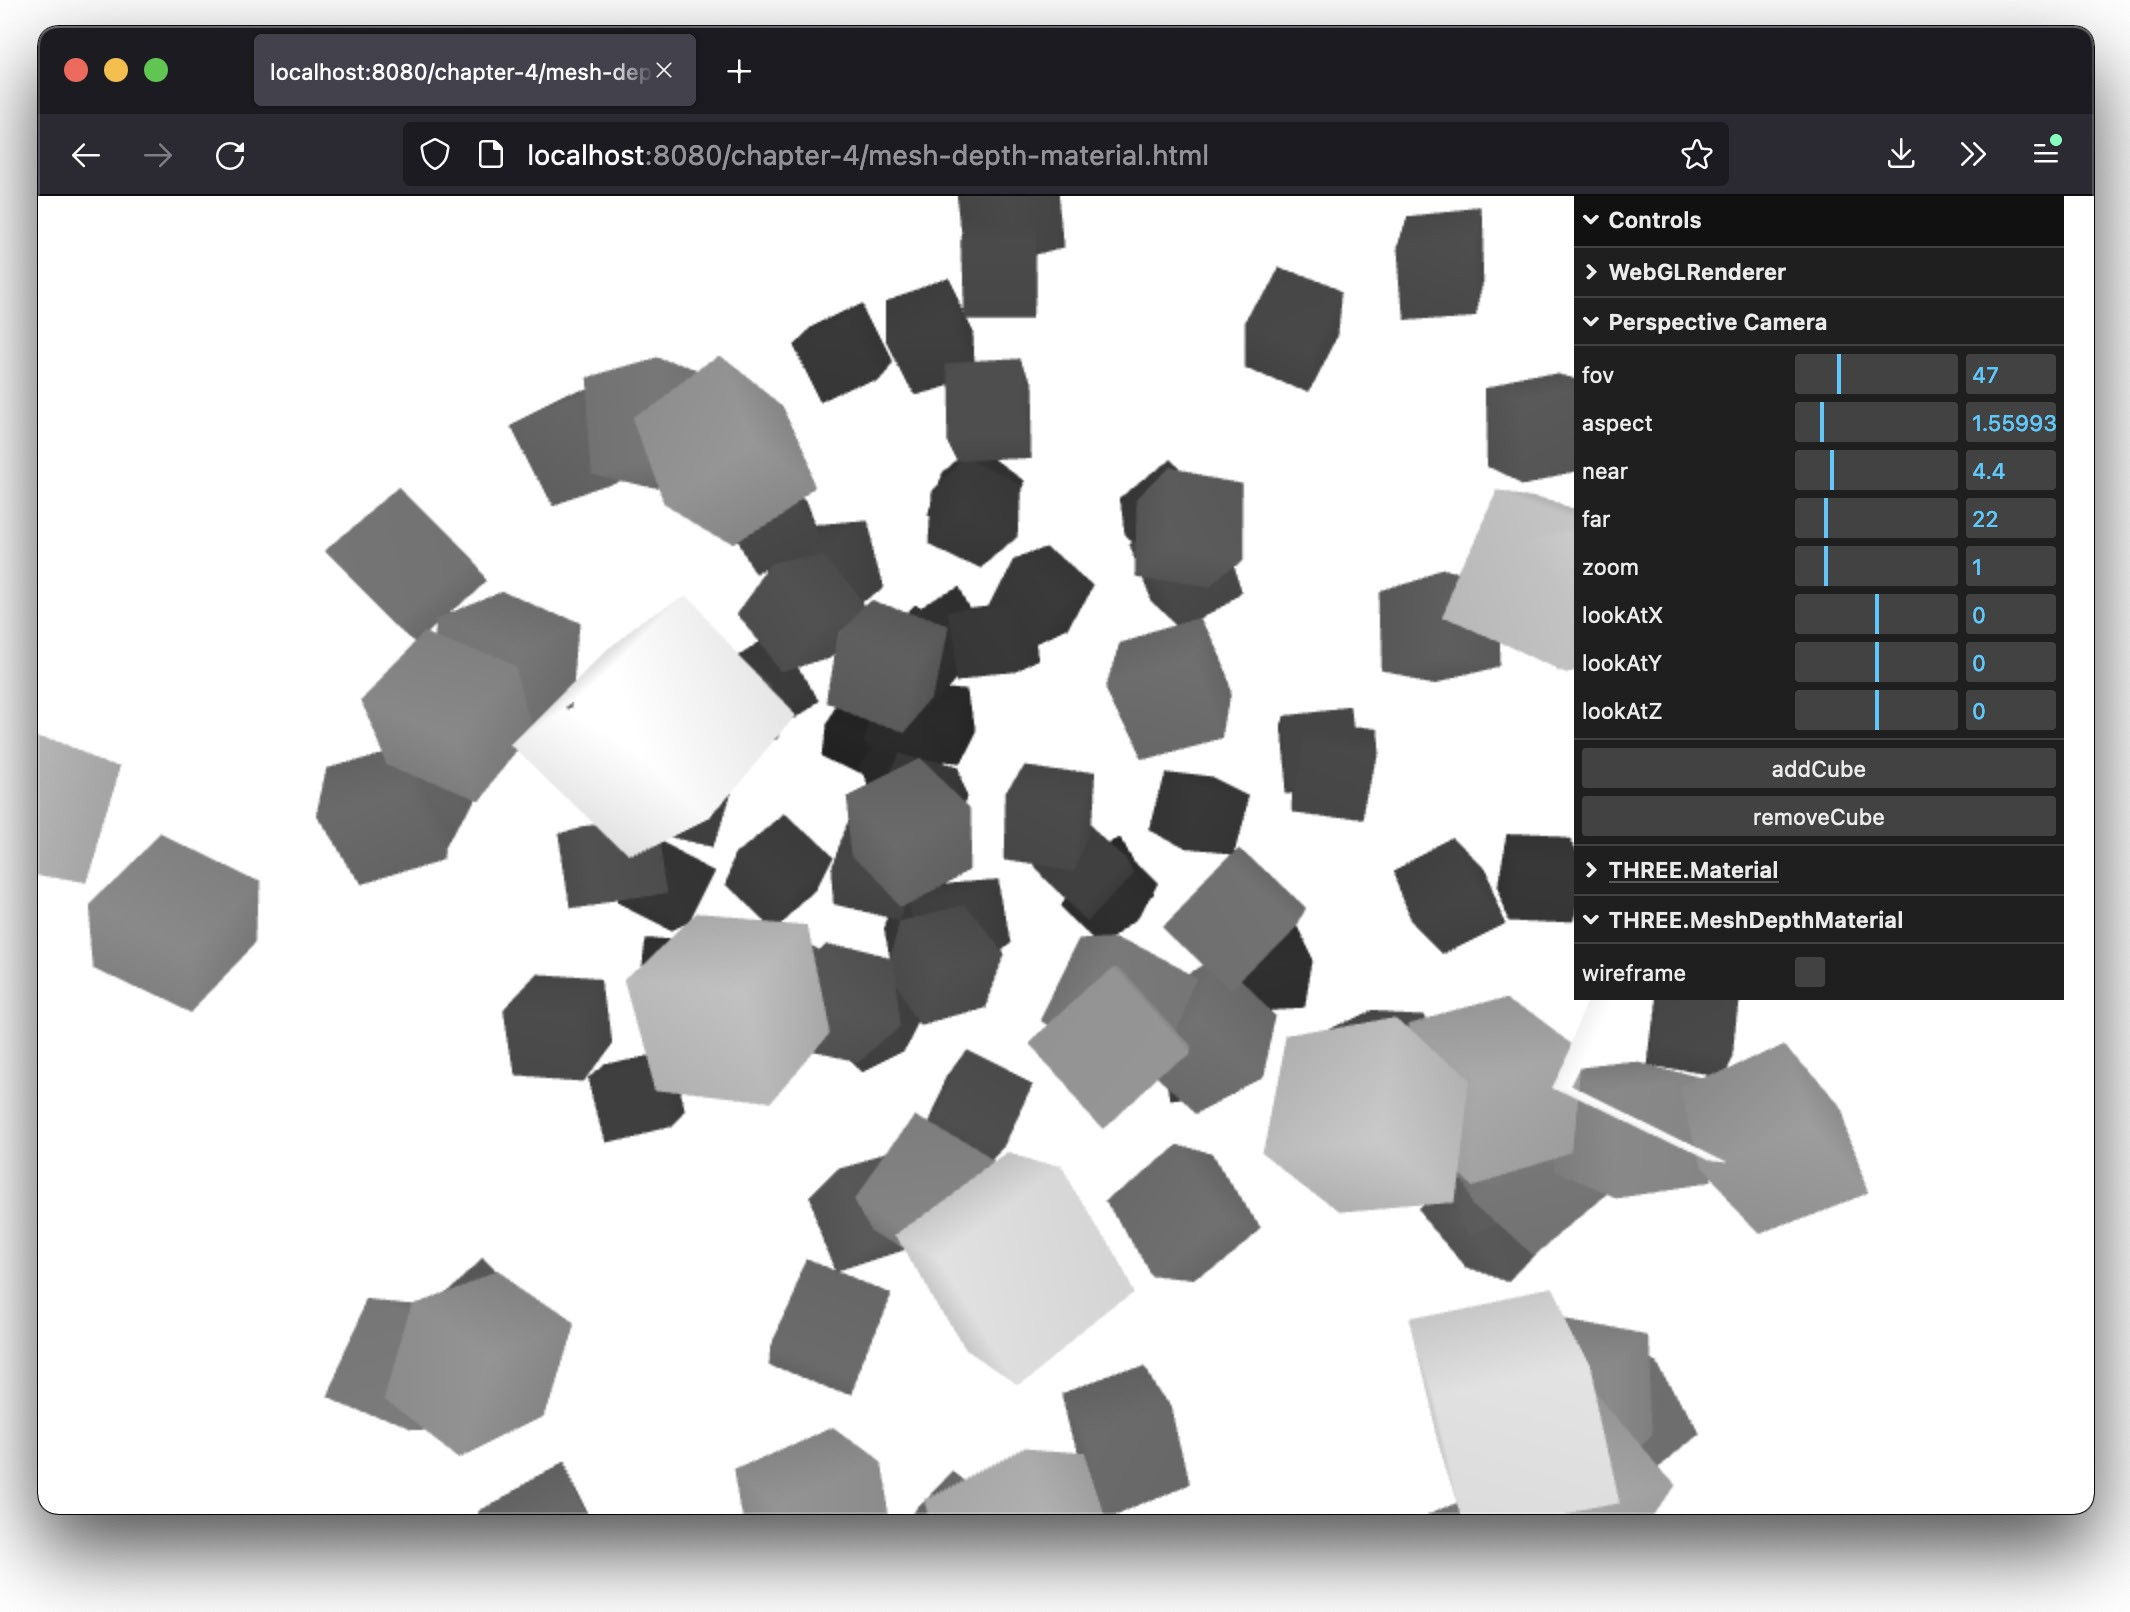 localhost:8080/chapter-4/mesh-dep
localhost:8080/chapter-4/mesh-depth-material.html
Controls
WebGLRenderer
Perspective Camera
fov 47
aspect 1.55993
near 4.4
far 22
zoom 1
lookAtX 0
lookAtY 0
lookAtZ 0
addCube
removeCube
THREE.Material
THREE.MeshDepthMaterial
wireframe